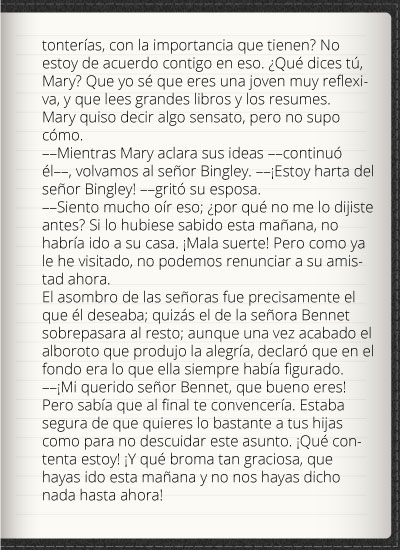 tonterías, con la importancia que tienen? No
estoy de acuerdo contigo en eso. ¿Qué dices tú,
Mary? Que yo sé que eres una joven muy reflexi-
va, y que lees grandes libros y los resumes.
Mary quiso decir algo sensato, pero no supo
cómo.
––Mientras Mary aclara sus ideas ––continuó
él––, volvamos al señor Bingley. ––¡Estoy harta del
señor Bingley! ––gritó su esposa.
––Siento mucho oír eso; ¿por qué no me lo dijiste
antes? Si lo hubiese sabido esta mañana, no
habría ido a su casa. ¡Mala suerte! Pero como ya
le he visitado, no podemos renunciar a su amis-
tad ahora.
El asombro de las señoras fue precisamente el
que él deseaba; quizás el de la señora Bennet
sobrepasara al resto; aunque una vez acabado el
alboroto que produjo la alegría, declaró que en el
fondo era lo que ella siempre había figurado.
––¡Mi querido señor Bennet, que bueno eres!
Pero sabía que al final te convencería. Estaba
segura de que quieres lo bastante a tus hijas
como para no descuidar este asunto. ¡Qué con-
tenta estoy! ¡Y qué broma tan graciosa, que
hayas ido esta mañana y no nos hayas dicho
nada hasta ahora!